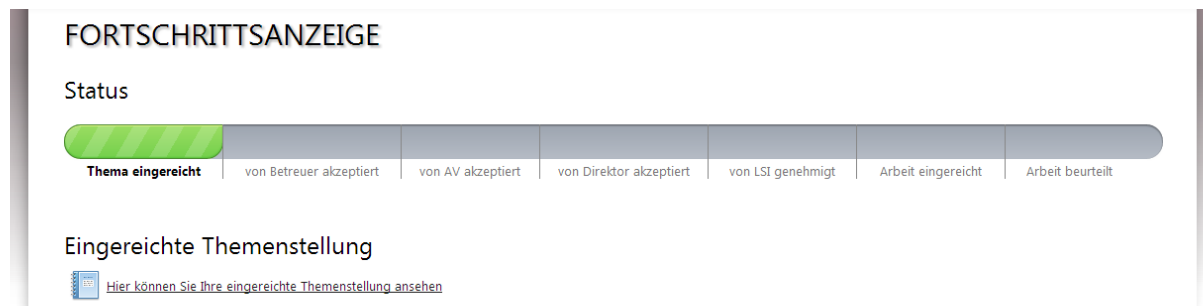 FORTSCHRITTSANZEIGE
Status
Thema eingereicht von Betreuer akzeptiert von AV akzeptiert von Direktor akzeptiert von LSI genehmigt Arbeit eingereicht Arbeit beurteilt
Eingereichte Themenstellung
Hier können Sie Ihre eingereichte Themenstellung ansehen